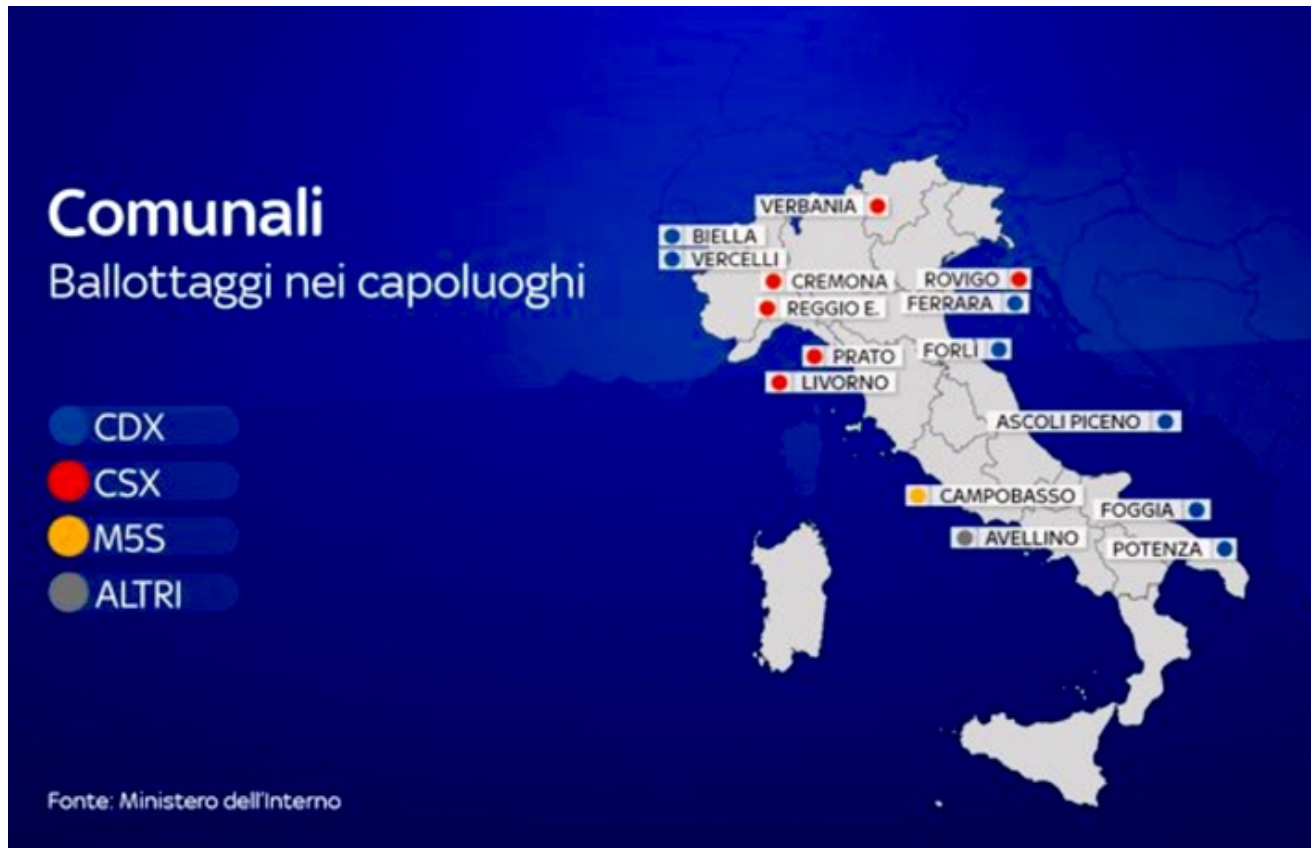 Comunali
Ballottaggi nei capoluoghi
CDX
CSX
M5S
ALTRI
VERBANIA
BIELLA
VERCELLI
CREMONA
ROVIGO
REGGIO E.
FERRARA
PRATO
FORLÌ
LIVORNO
ASCOLI PICENO
CAMPOBASSO
FOGGIA
AVELLINO
POTENZA
Fonte: Ministero dell'Interno